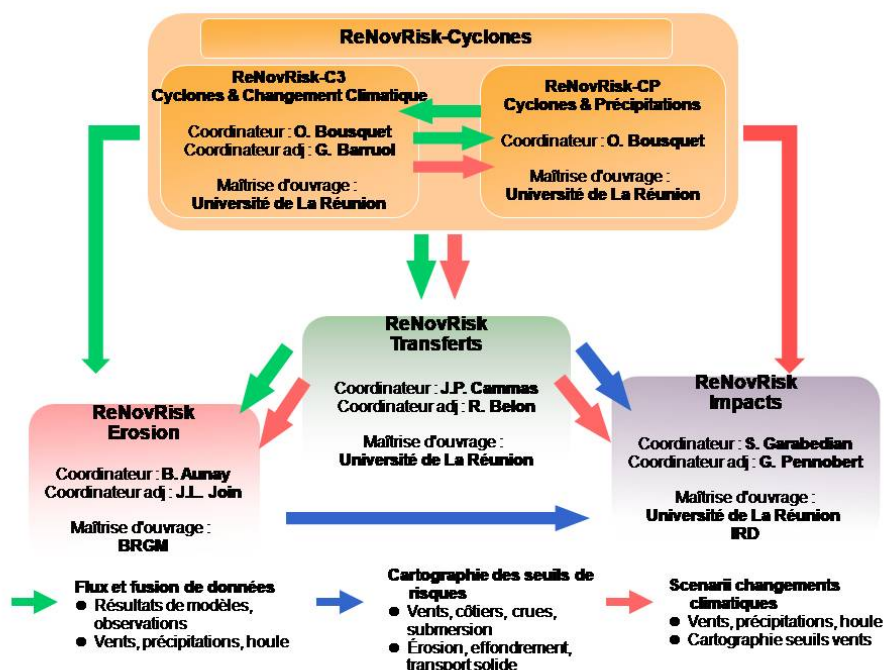 ReNovRisk-Cyclones
ReNovRisk-C3
Cyclones & Changement Climatique
Coordinateur : O. Bousquet
Coordinateur adj : G. Barruol
Maîtrise d'ouvrage :
Université de La Réunion
ReNovRisk-CP
Cyclones & Précipitations
Coordinateur : O. Bousquet
Maîtrise d'ouvrage :
Université de La Réunion
ReNovRisk
Transferts
Coordinateur : J.P. Cammas
Coordinateur adj : R. Belon
Maîtrise d'ouvrage :
Université de La Réunion
ReNovRisk
Erosion
Coordinateur : B. Aunay
Coordinateur adj : J.L. Join
Maîtrise d'ouvrage :
BRGM
ReNovRisk
Impacts
Coordinateur : S. Garabedian
Coordinateur adj : G. Pennobert
Maîtrise d'ouvrage :
Université de La Réunion
IRD
Flux et fusion de données
● Résultats de modèles,
observations
● Vents, précipitations, houle
Cartographie des seuils de
risques
● Vents, côtiers, crues,
submersion
● Érosion, effondrement,
transport solide
Scenarii changements
climatiques
● Vents, précipitations, houle
● Cartographie seuils vents